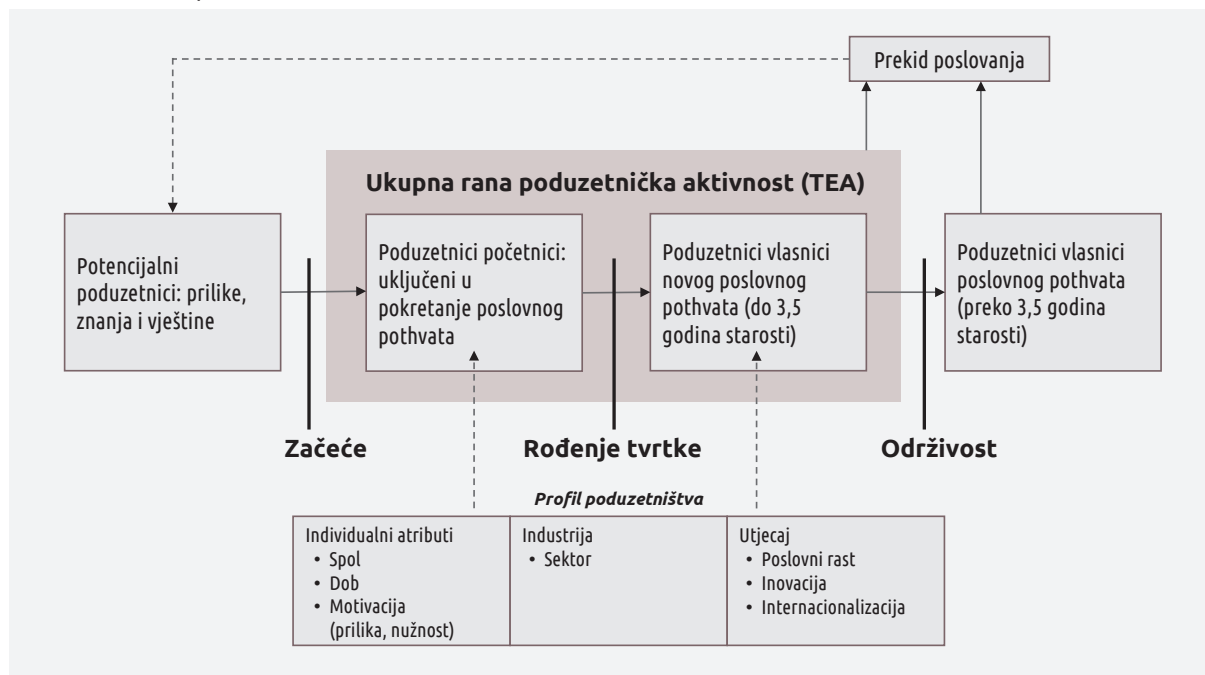 Prekid poslovanja
Ukupna rana poduzetnička aktivnost (TEA)
Potencijalni
poduzetnici: prilike,
znanja i vještine
Poduzetnici početnici:
uključeni u
pokretanje poslovnog
pothvata
Poduzetnici vlasnici
novog poslovnog
pothvata (do 3,5
godina starosti)
Poduzetnici vlasnici
poslovnog pothvata
(preko 3,5 godina
starosti)
Začeće
Rođenje tvrtke
Održivost
Profil poduzetništva
Individualni atributi
• Spol
• Dob
• Motivacija
(prilika, nužnost)
Industrija
• Sektor
Utjecaj
• Poslovni rast
• Inovacija
• Internacionalizacija